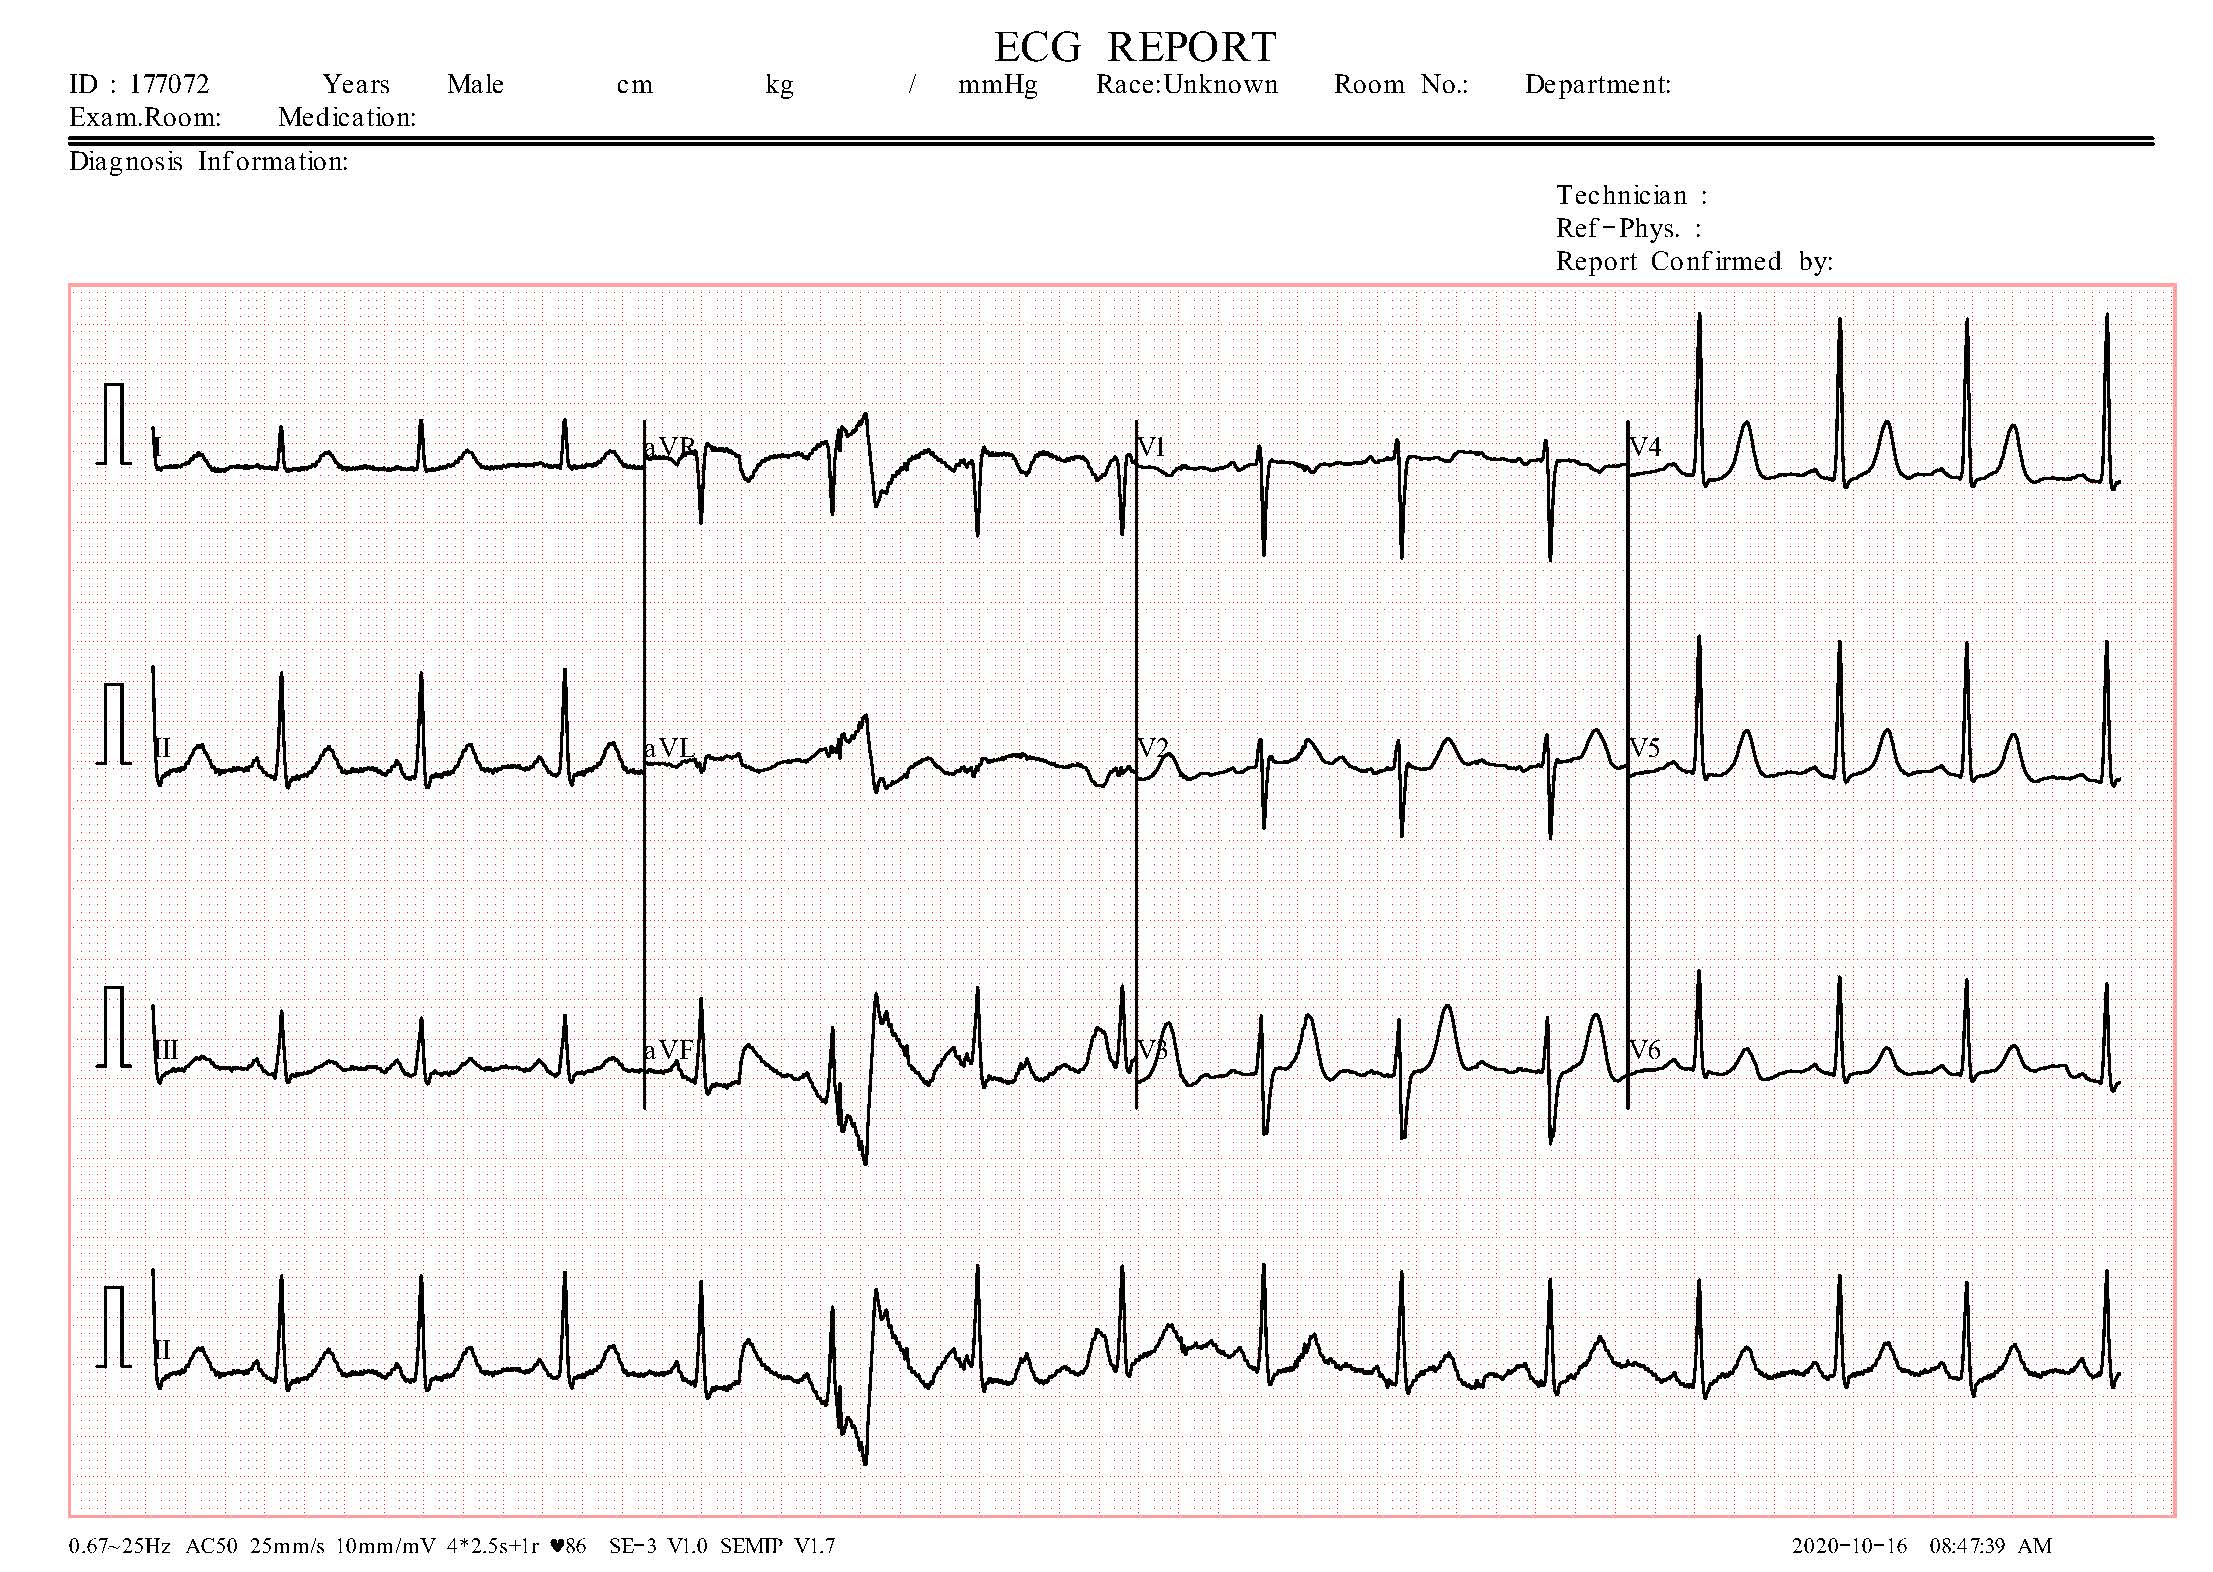 ECG REPORT
ID : 177072 Years Male cm kg / mmHg Race:Unknown Room No.: Department:
Exam.Room: Medication:
Diagnosis Information:
Technician :
Ref-Phys. :
Report Confirmed by:
I aVR V1 V4
II aVL V2 V5
III aVF V3 V6
II
0.67~25Hz AC50 25mm/s 10mm/mV 4*2.5s+1r ♥86 SE-3 V1.0 SEMIP V1.7 2020-10-16 08:47:39 AM